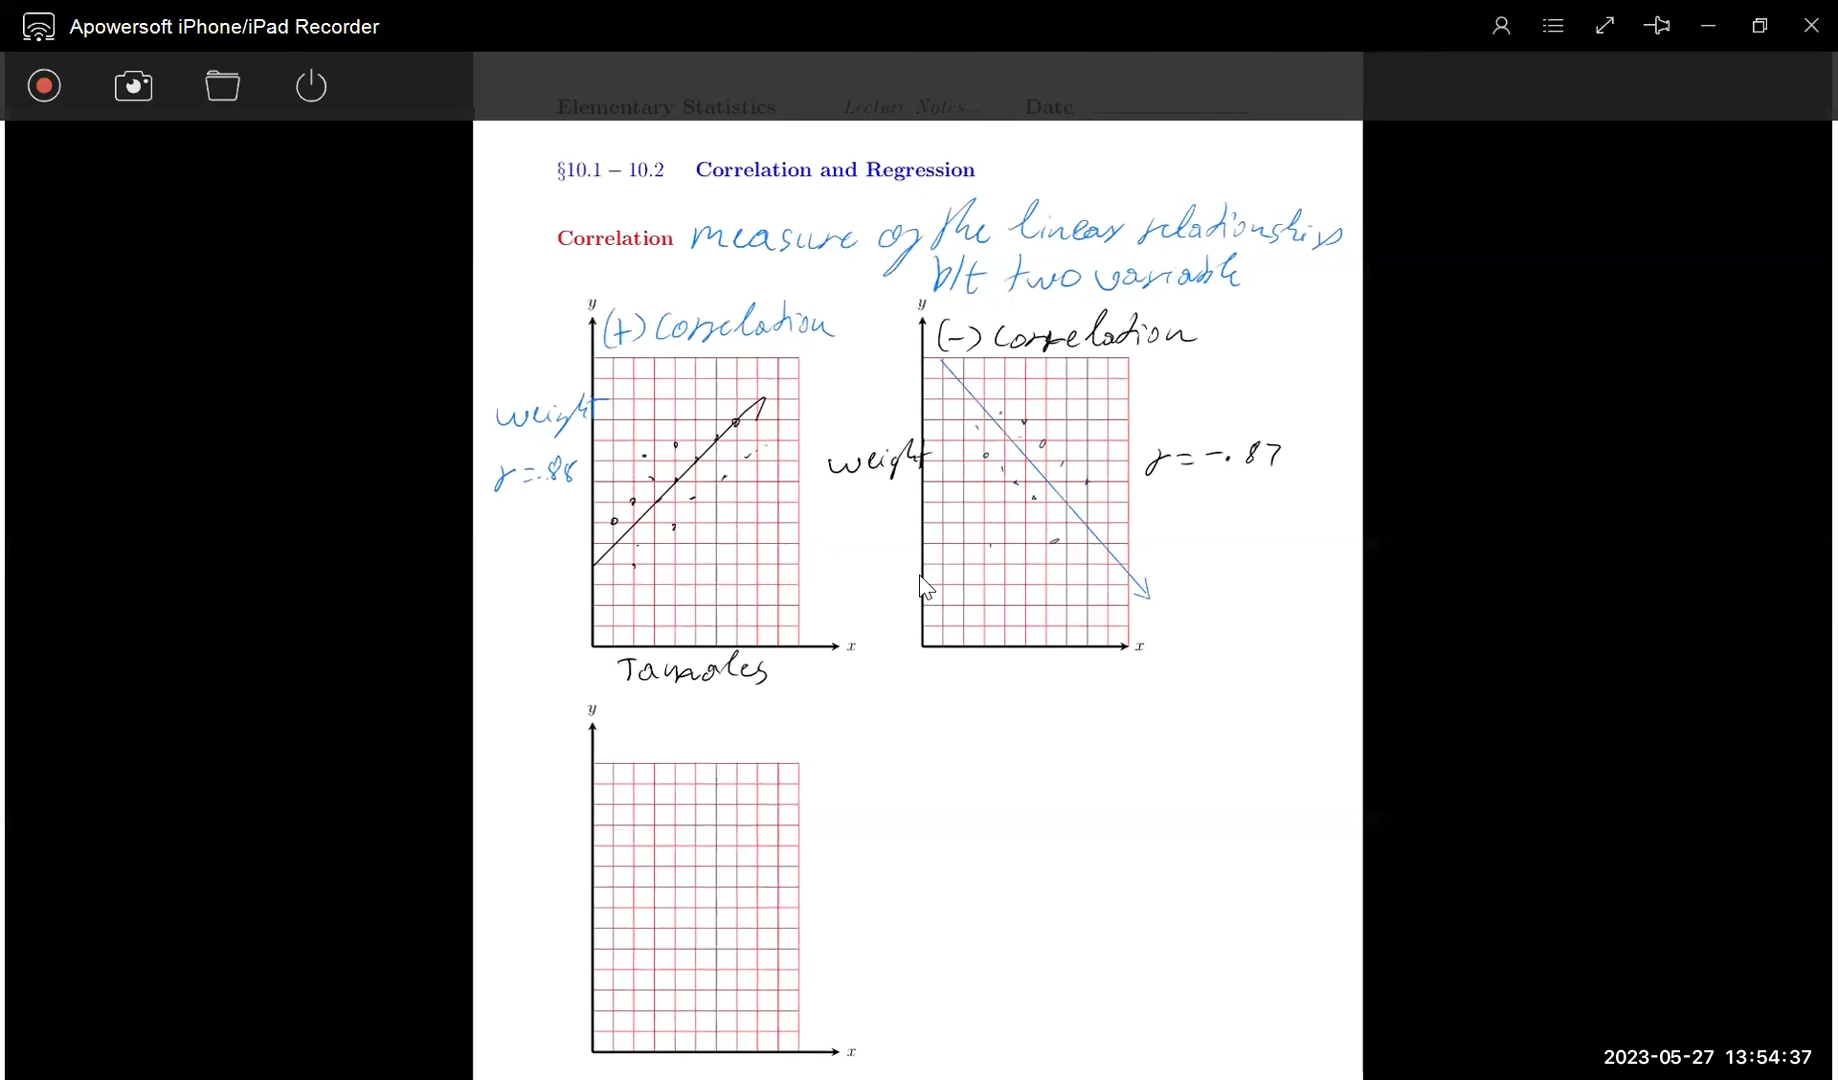 Apowersoft iPhone/iPad Recorder
Elementary Statistics Lecture Notes Date
§10.1 – 10.2 Correlation and Regression
Correlation measure of the linear relationships
b/t two variable
y
(+) correlation
weight
r = .88
x
Tamales
y
(-) correlation
weight
r = -.87
x
y
x
2023-05-27 13:54:37